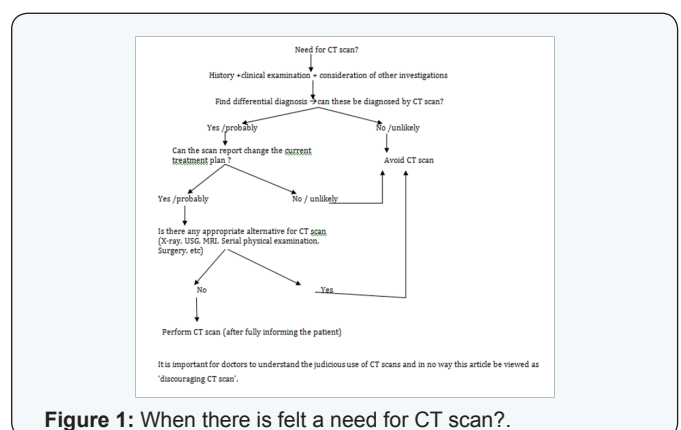 Need for CT scan?
History +clinical examination + consideration of other investigations
Find differential diagnosis →can these be diagnosed by CT scan?
Yes /probably
No /unlikely
Can the scan report change the current
treatment plan ?
Avoid CT scan
Yes /probably
No / unlikely
Is there any appropriate alternative for CT scan
(X-ray, USG, MRI, Serial physical examination,
Surgery, etc)
No
Yes
Perform CT scan (after fully informing the patient)
It is important for doctors to understand the judicious use of CT scans and in no way this article be viewed as
'discouraging CT scan'.
Figure 1: When there is felt a need for CT scan?.